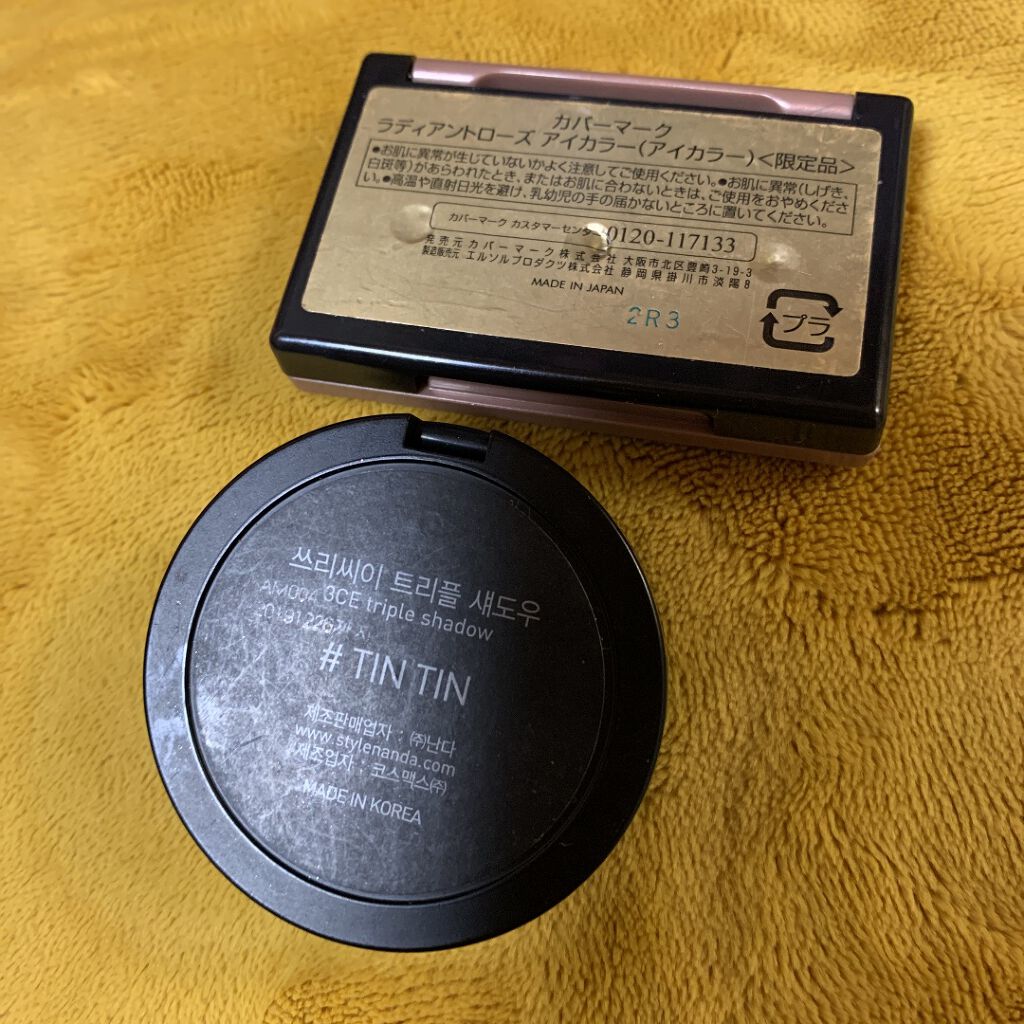 カバーマーク
ラディアントローズ アイカラー(アイカラー)<限定品>
●お肌に異常が生じていないかよく注意してご使用ください。●お肌に異常(しげき、
白斑等)があらわれたとき、またはお肌に合わないときは、ご使用をおやめくださ
い。●高温や直射日光を避け、乳幼児の手の届かないところに置いてください。
カバーマーク カスタマーセンター 0120-117133
発売元 カバーマーク株式会社 大阪市北区豊崎3-19-3
製造販売元 エルソルプロダクツ株式会社 静岡県掛川市淡陽8
MADE IN JAPAN
2R3
プラ
쓰리씨이 트리플 섀도우
AM004 3CE triple shadow
# TIN TIN
제조판매업자 : ㈜난다
www.stylenanda.com
제조업자 : 코스맥스㈜
MADE IN KOREA